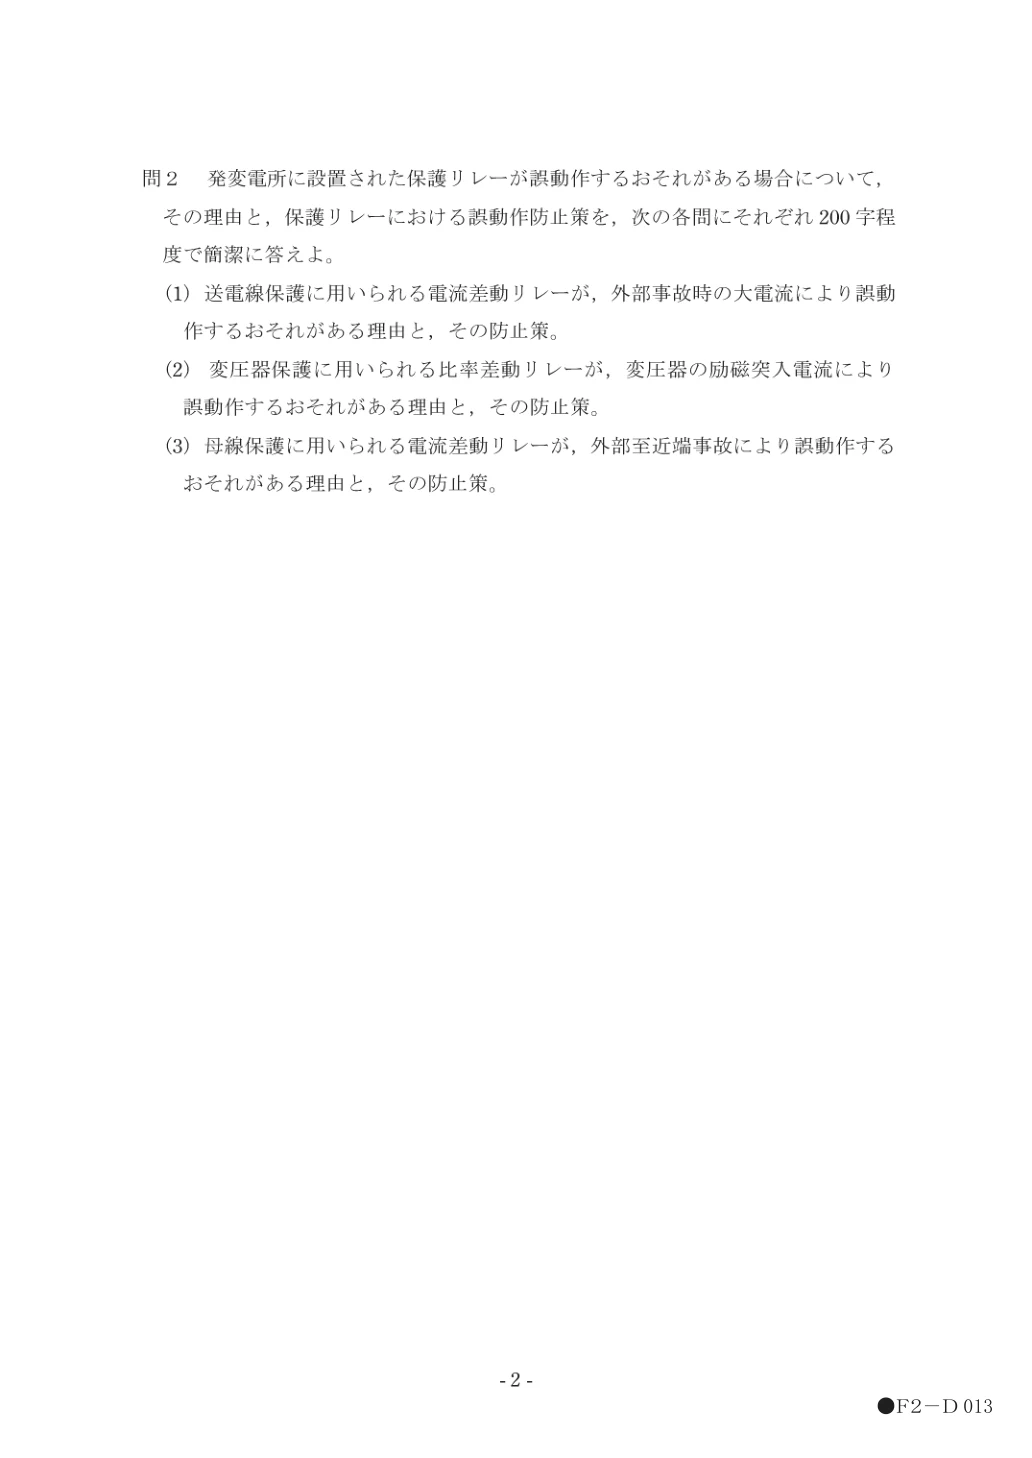 問２　発変電所に設置された保護リレーが誤動作するおそれがある場合について，
その理由と，保護リレーにおける誤動作防止策を，次の各問にそれぞれ 200 字程
度で簡潔に答えよ。
(1) 送電線保護に用いられる電流差動リレーが，外部事故時の大電流により誤動
作するおそれがある理由と，その防止策。
(2) 変圧器保護に用いられる比率差動リレーが，変圧器の励磁突入電流により
誤動作するおそれがある理由と，その防止策。
(3) 母線保護に用いられる電流差動リレーが，外部至近端事故により誤動作する
おそれがある理由と，その防止策。
- 2 -
●F2－D 013